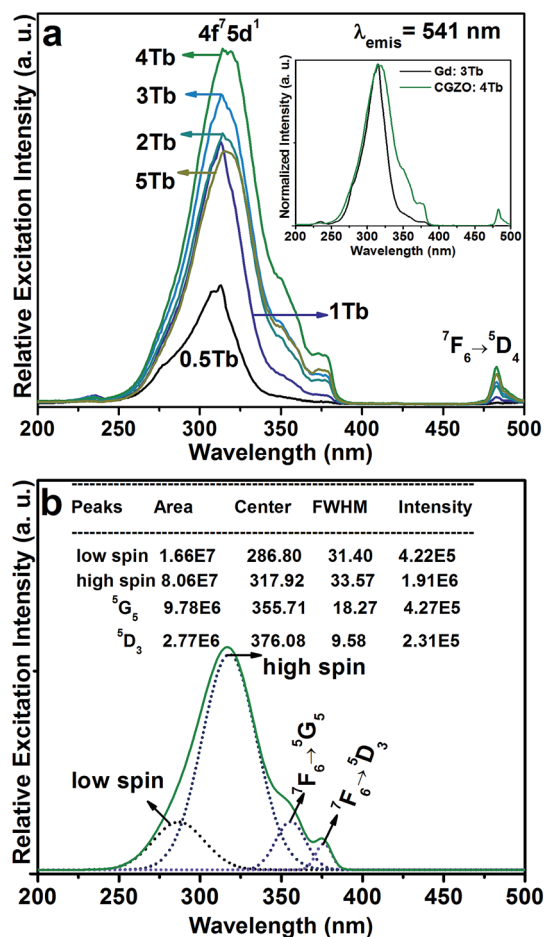 a
4f⁷5d¹
λemis = 541 nm
4Tb
3Tb
2Tb
5Tb
1Tb
0.5Tb
⁷F₆→⁵D₄
Relative Excitation Intensity (a. u.)
200 250 300 350 400 450 500
Wavelength (nm)
Gd: 3Tb
CGZO: 4Tb
Normalized Intensity (a. u.)
200 250 300 350 400 450 500
Wavelength (nm)
b
Peaks Area Center FWHM Intensity
low spin 1.66E7 286.80 31.40 4.22E5
high spin 8.06E7 317.92 33.57 1.91E6
⁵G₅ 9.78E6 355.71 18.27 4.27E5
⁵D₃ 2.77E6 376.08 9.58 2.31E5
high spin
low spin
⁷F₆→⁵G₅
⁷F₆→⁵D₃
Relative Excitation Intensity (a. u.)
200 250 300 350 400 450 500
Wavelength (nm)